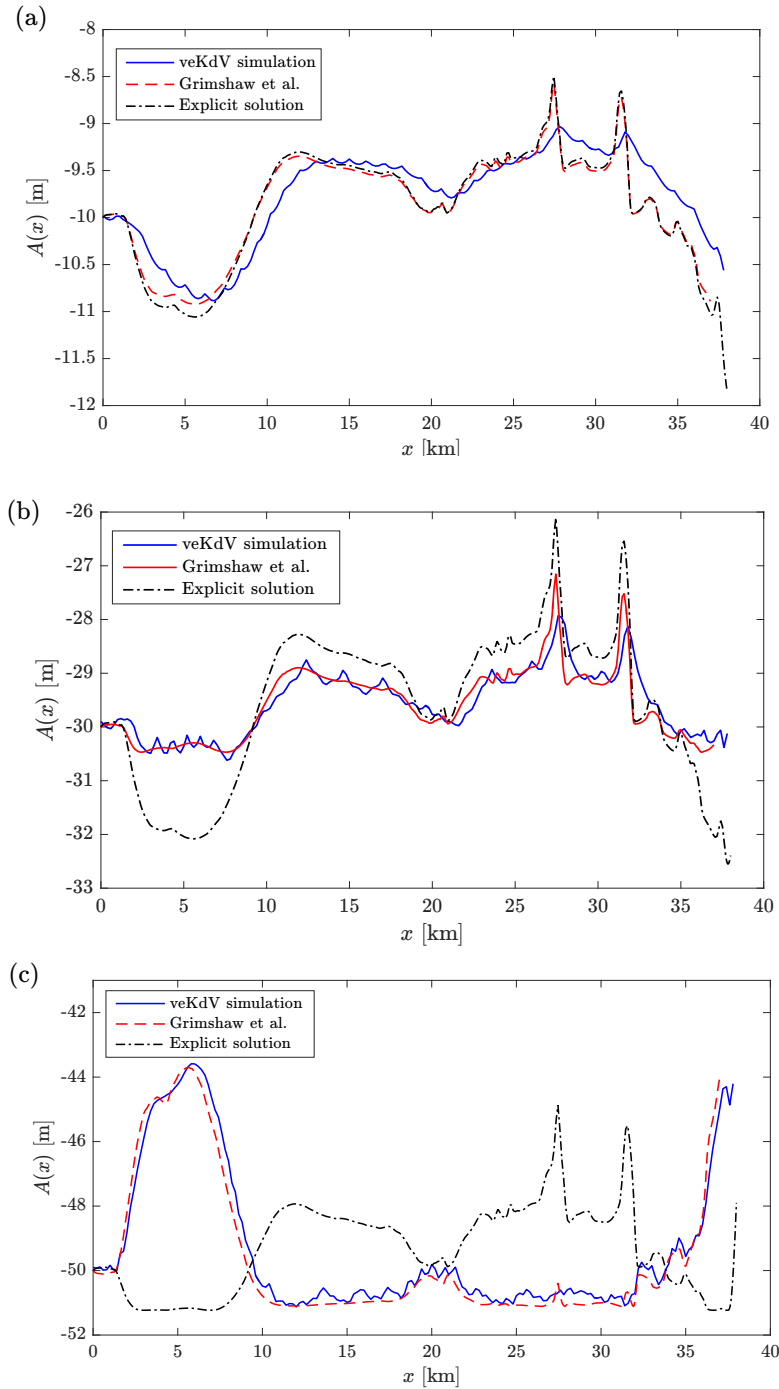 (a)
-8
-8.5
-9
-9.5
-10
-10.5
-11
-11.5
-12
A(x) [m]
veKdV simulation
Grimshaw et al.
Explicit solution
0 5 10 15 20 25 30 35 40
x [km]
(b)
-26
-27
-28
-29
-30
-31
-32
-33
A(x) [m]
veKdV simulation
Grimshaw et al.
Explicit solution
0 5 10 15 20 25 30 35 40
x [km]
(c)
-42
-44
-46
-48
-50
-52
A(x) [m]
veKdV simulation
Grimshaw et al.
Explicit solution
0 5 10 15 20 25 30 35 40
x [km]